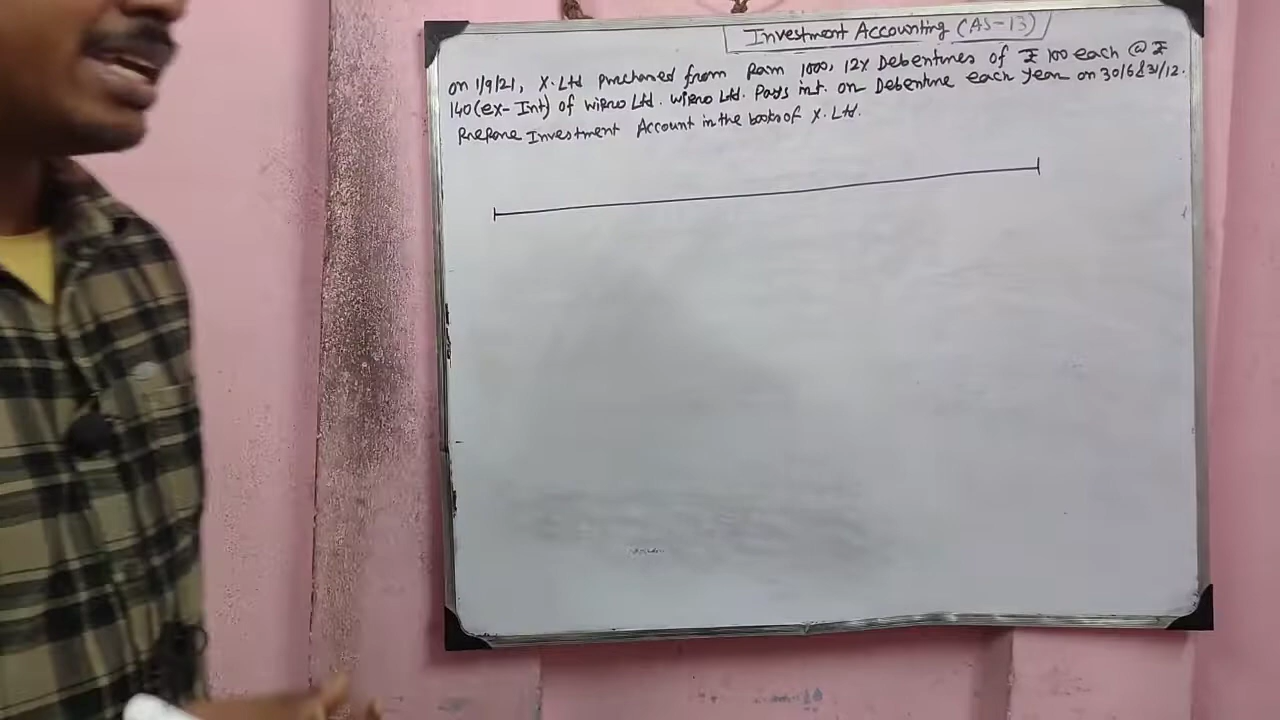 Investment Accounting (AS-13)
on 1/9/21, X.Ltd Purchased from Ram 1000, 12% Debentures of ₹ 100 each @ ₹
140 (ex-Int) of Wipro Ltd. Wipro Ltd. Pays int. on Debentune each year on 30/6 & 31/12.
Prepare Investment Account in the books of X.Ltd.